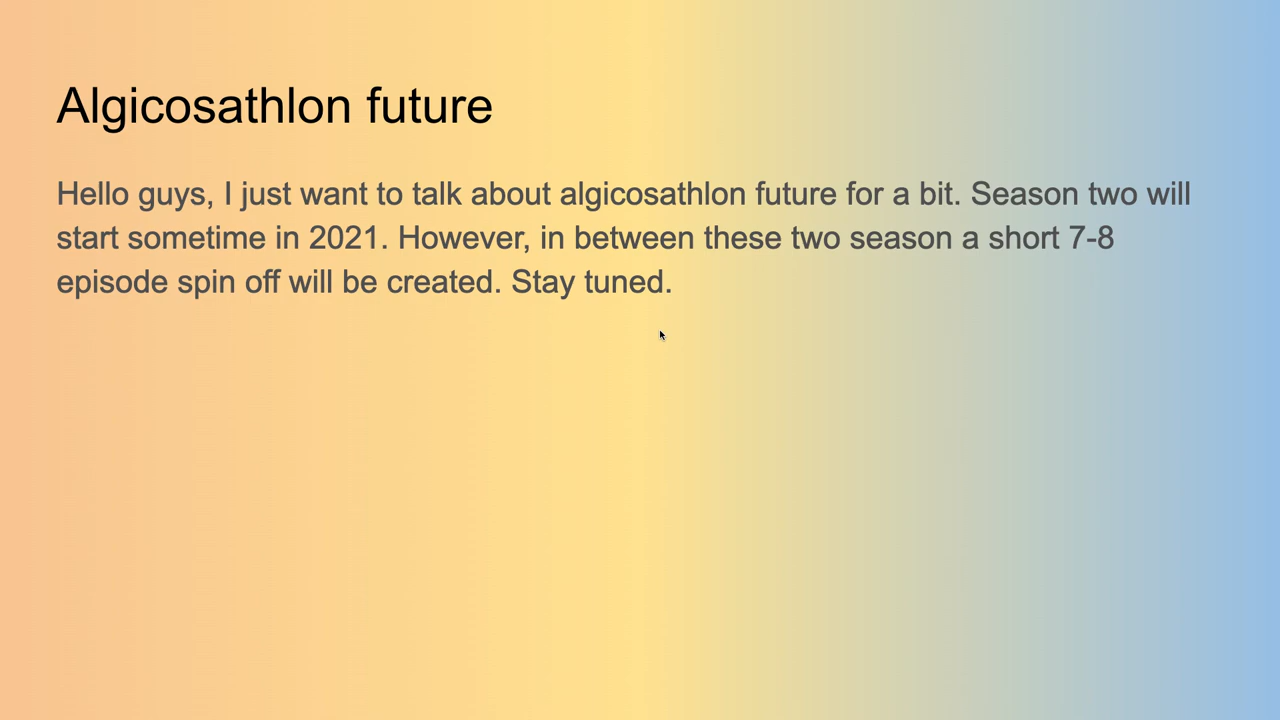 Algicosathlon future
Hello guys, I just want to talk about algicosathlon future for a bit. Season two will
start sometime in 2021. However, in between these two season a short 7-8
episode spin off will be created. Stay tuned.